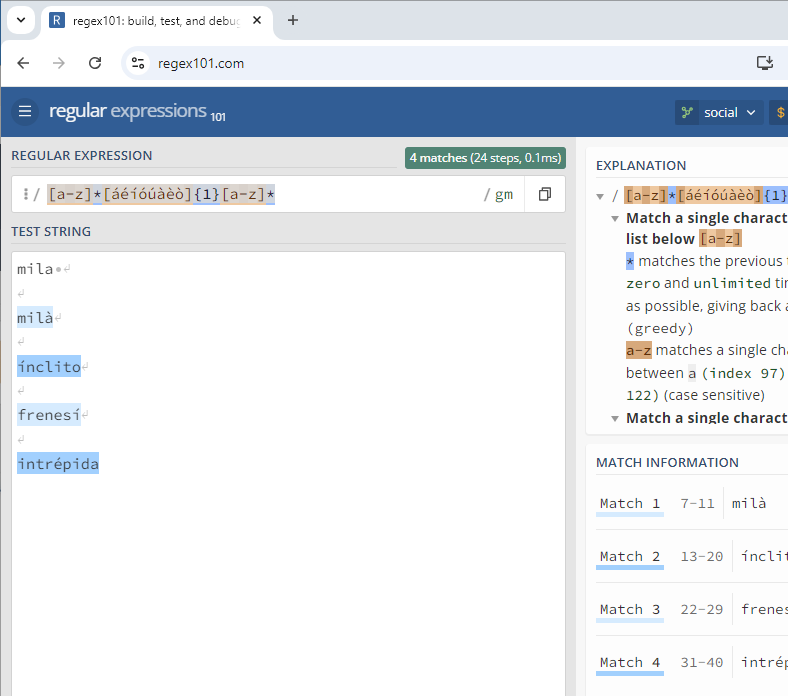 regex101: build, test, and debug
regex101.com
regular expressions 101
social
$
REGULAR EXPRESSION
4 matches (24 steps, 0.1ms)
/ [a-z]*[áéíóúàèò]{1}[a-z]* / gm
TEST STRING
mila
milà
ínclito
frenesí
intrépida
EXPLANATION
/ [a-z]*[áéíóúàèò]{1}
Match a single charact
list below [a-z]
* matches the previous
zero and unlimited ti
as possible, giving back a
(greedy)
a-z matches a single cha
between a (index 97)
122) (case sensitive)
Match a single charact
MATCH INFORMATION
Match 1 7-11 milà
Match 2 13-20 ínclit
Match 3 22-29 frenes
Match 4 31-40 intrép